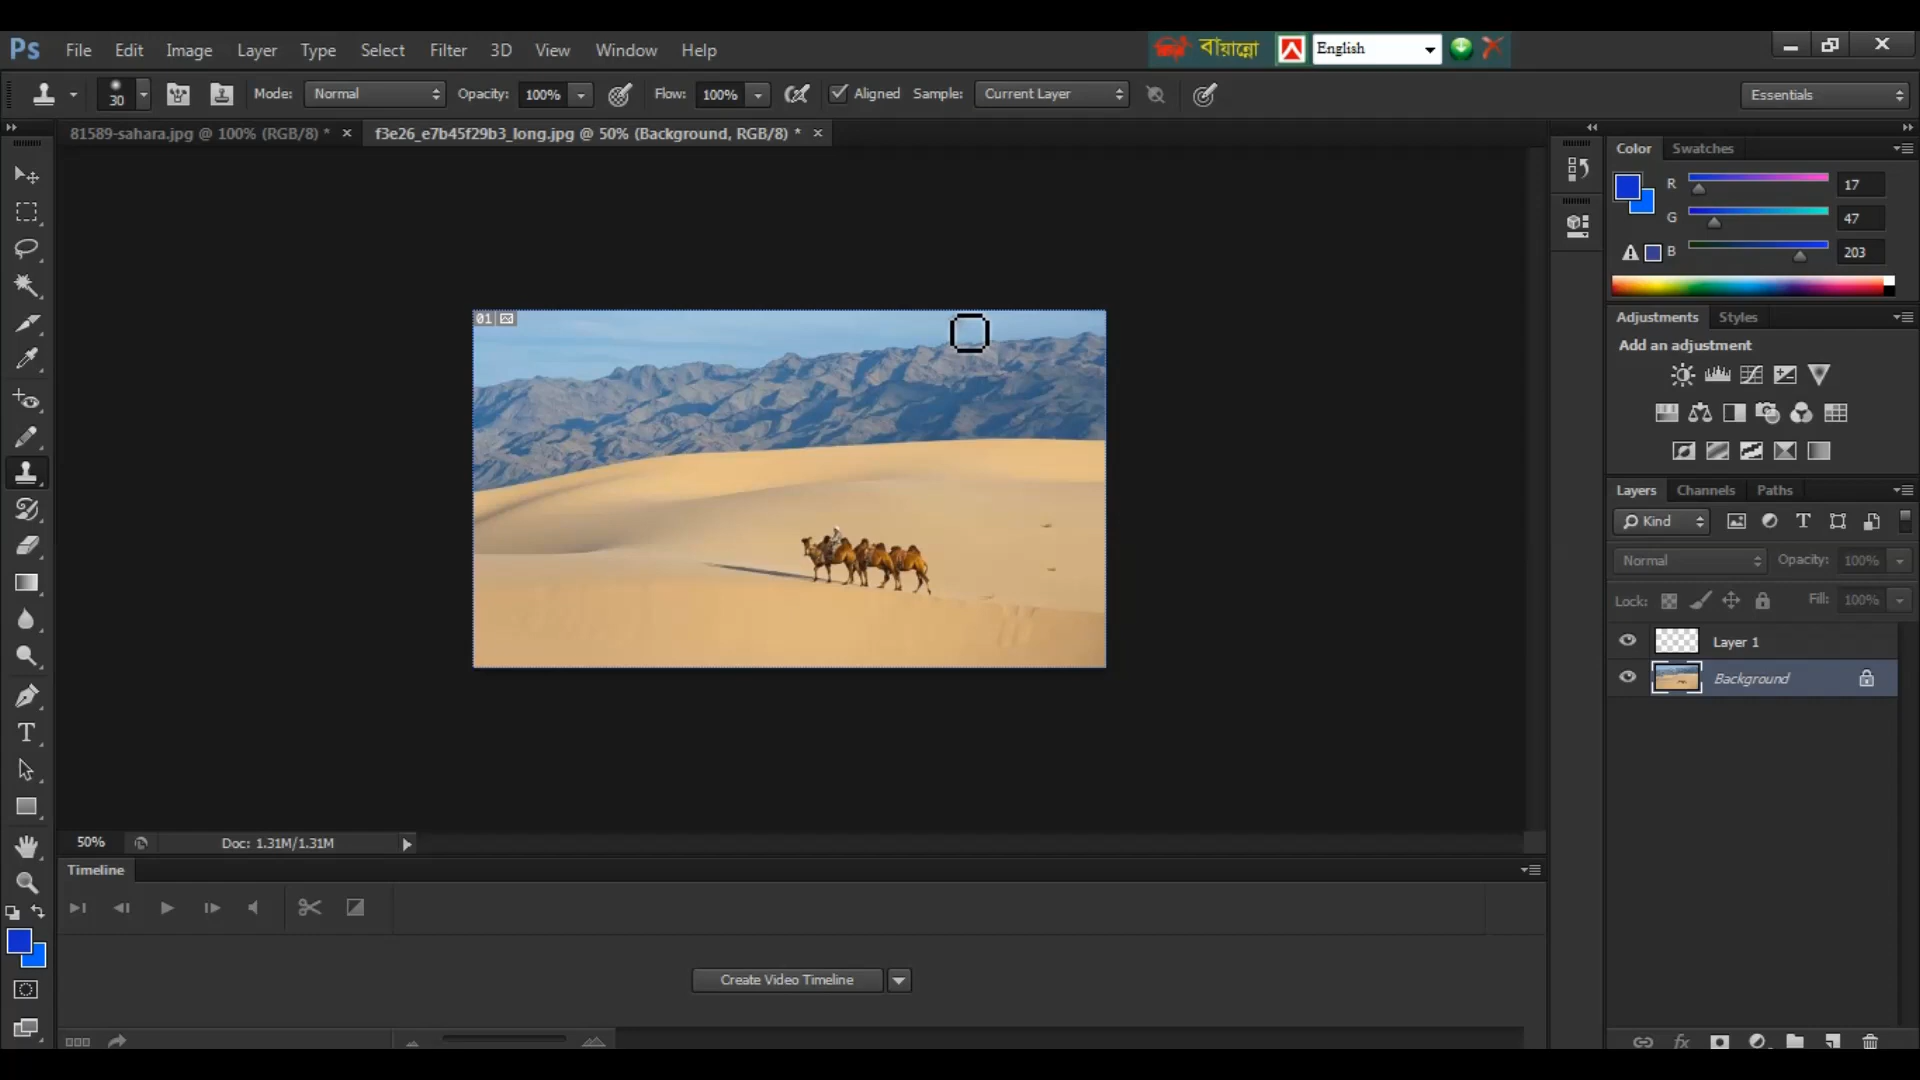 Ps File Edit Image Layer Type Select Filter 3D View Window Help বায়ান্নো English
30 Mode: Normal Opacity: 100% Flow: 100% Aligned Sample: Current Layer Essentials
81589-sahara.jpg @ 100% (RGB/8) * × f3e26_e7b45f29b3_long.jpg @ 50% (Background, RGB/8) * ×
Color Swatches
R 17
G 47
B 203
01
Adjustments Styles
Add an adjustment
Layers Channels Paths
Kind
Normal Opacity: 100%
Lock: Fill: 100%
Layer 1
Background
50% Doc: 1.31M/1.31M
Timeline
Create Video Timeline
fx